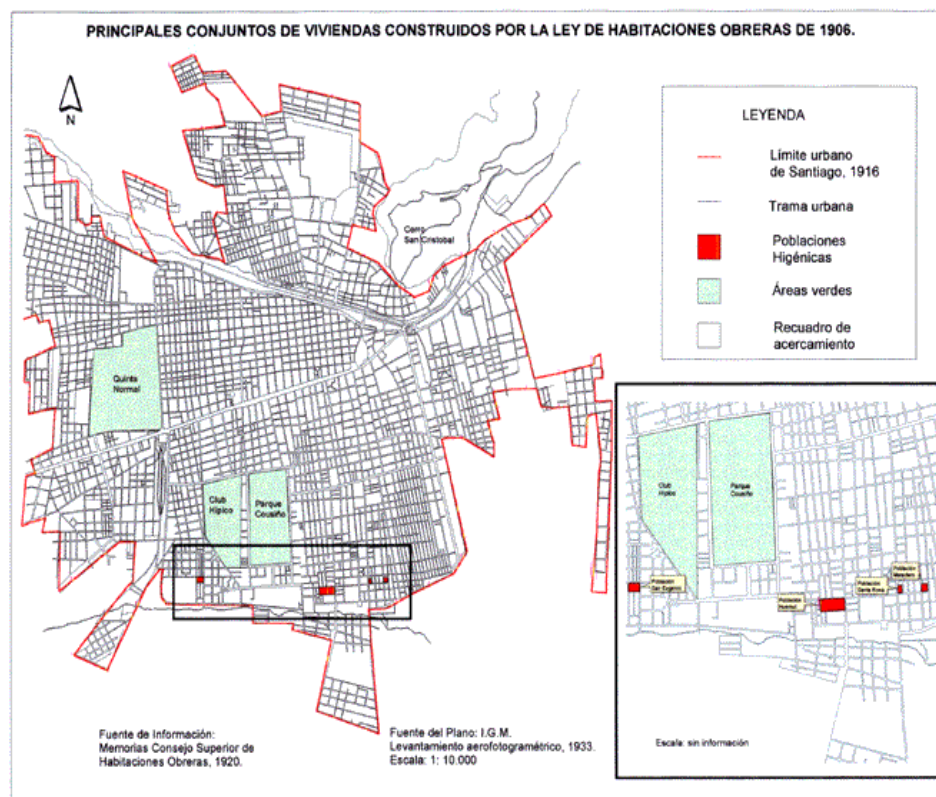 PRINCIPALES CONJUNTOS DE VIVIENDAS CONSTRUIDOS POR LA LEY DE HABITACIONES OBRERAS DE 1906.
N
LEYENDA
Límite urbano
de Santiago, 1916
Trama urbana
Poblaciones
Higénicas
Áreas verdes
Recuadro de
acercamiento
Cerro
San Cristobal
Quinta
Normal
Club
Hípico
Parque
Cousiño
Club
Hípico
Parque
Cousiño
Población
San Eugenio
Población
Huemul
Población
Santa Rosa
Población
Matadero
Escala: sin información
Fuente de Información:
Memorias Consejo Superior de
Habitaciones Obreras, 1920.
Fuente del Plano: I.G.M.
Levantamiento aerofotogramétrico, 1933.
Escala: 1: 10.000